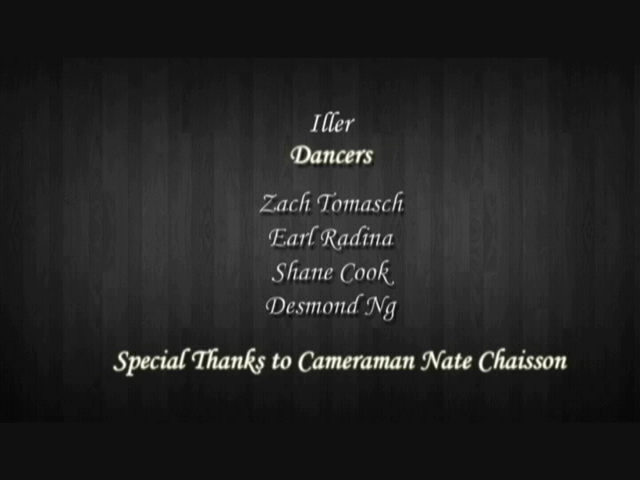 Iller
Dancers
Zach Tomasch
Earl Radina
Shane Cook
Desmond Ng
Special Thanks to Cameraman Nate Chaisson